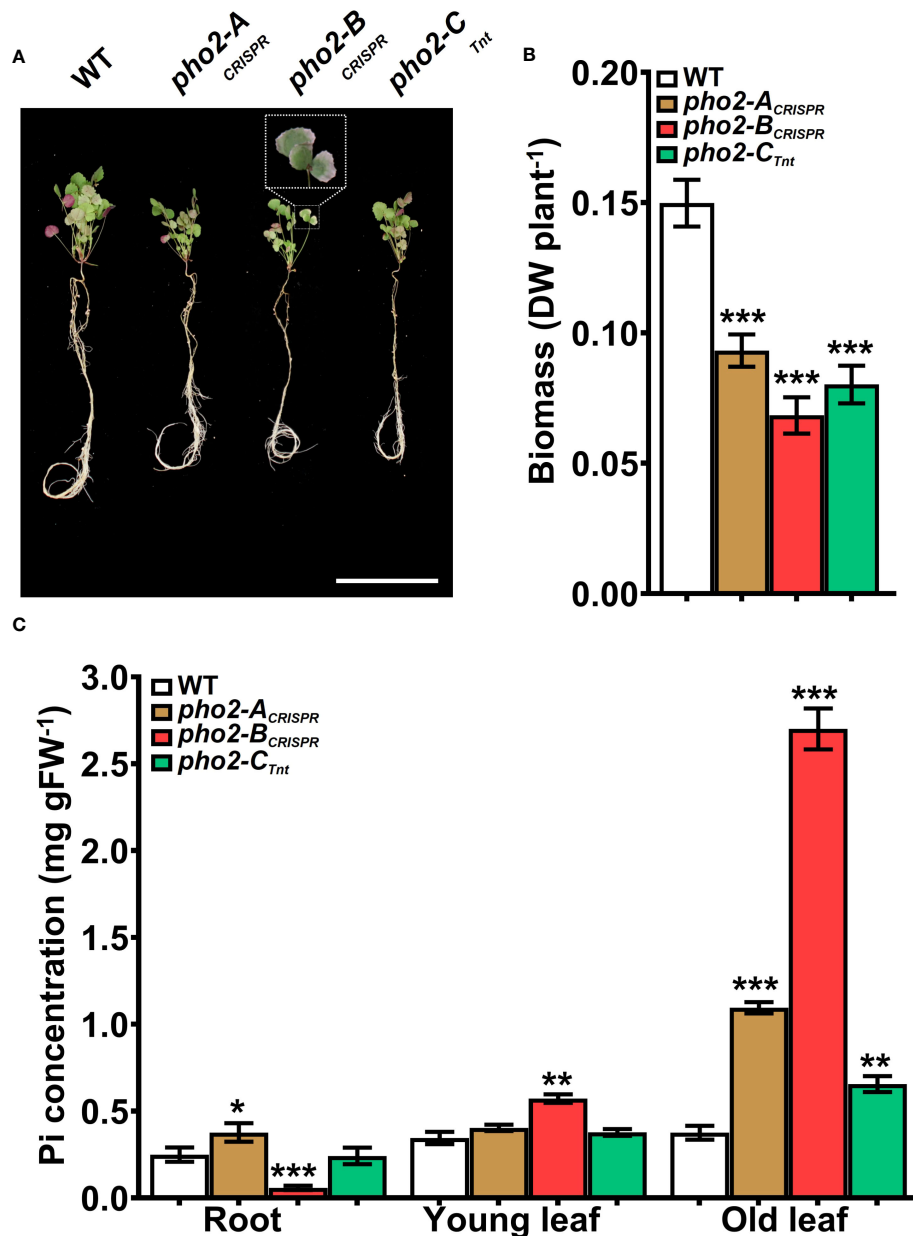 A
WT
pho2-A CRISPR
pho2-B CRISPR
pho2-C Tnt
B
Biomass (DW plant-1)
0.20
0.15
0.10
0.05
0.00
WT
pho2-ACRISPR
pho2-BCRISPR
pho2-CTnt
***
***
***
C
Pi concentration (mg gFW-1)
3.0
2.5
2.0
1.5
1.0
0.5
0.0
WT
pho2-ACRISPR
pho2-BCRISPR
pho2-CTnt
*
***
**
***
***
**
Root
Young leaf
Old leaf